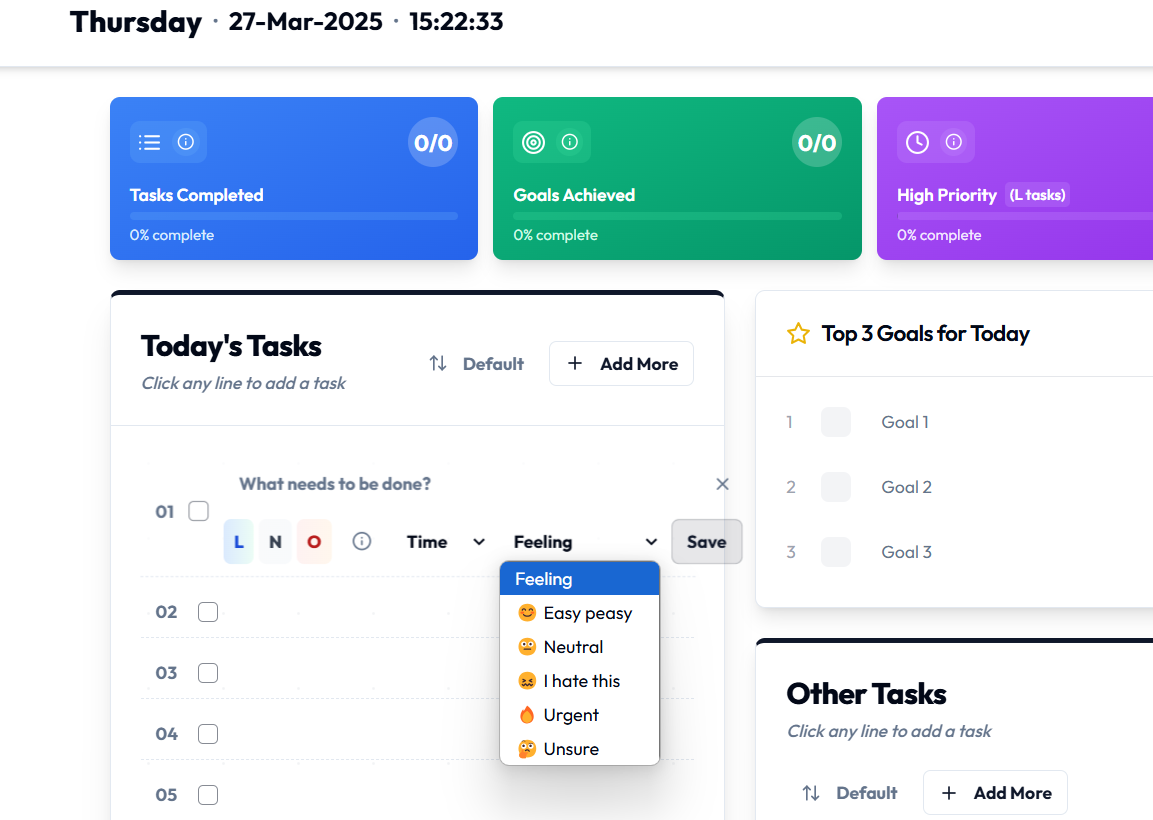 Thursday · 27-Mar-2025 · 15:22:33
0/0
Tasks Completed
0% complete
0/0
Goals Achieved
0% complete
High Priority (L tasks)
0% complete
Today's Tasks
Click any line to add a task
Default
Add More
What needs to be done?
01
L N O Time Feeling Save
Feeling
😊 Easy peasy
😐 Neutral
😖 I hate this
🔥 Urgent
🤔 Unsure
02
03
04
05
Top 3 Goals for Today
1 Goal 1
2 Goal 2
3 Goal 3
Other Tasks
Click any line to add a task
Default
Add More